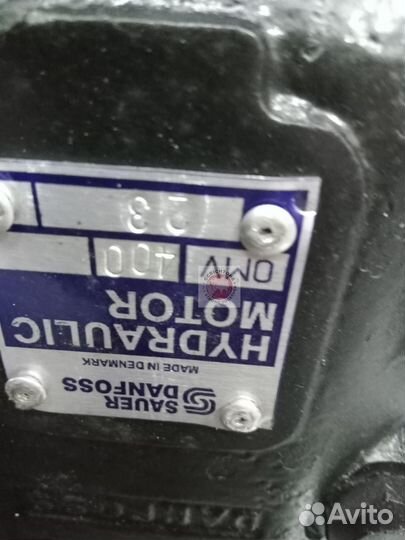 SAUER
DANFOSS
MADE IN DENMARK
HYDRAULIC
MOTOR
OMV 400
Avito